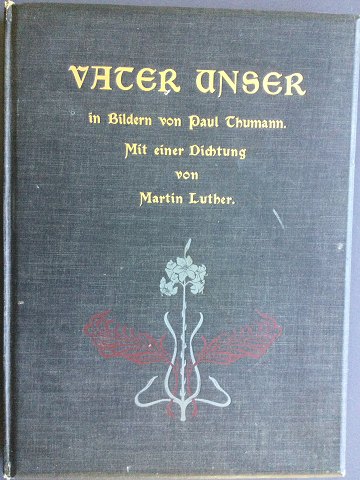 VATER UNSER
in Bildern von Paul Thumann.
Mit einer Dichtung
von
Martin Luther.